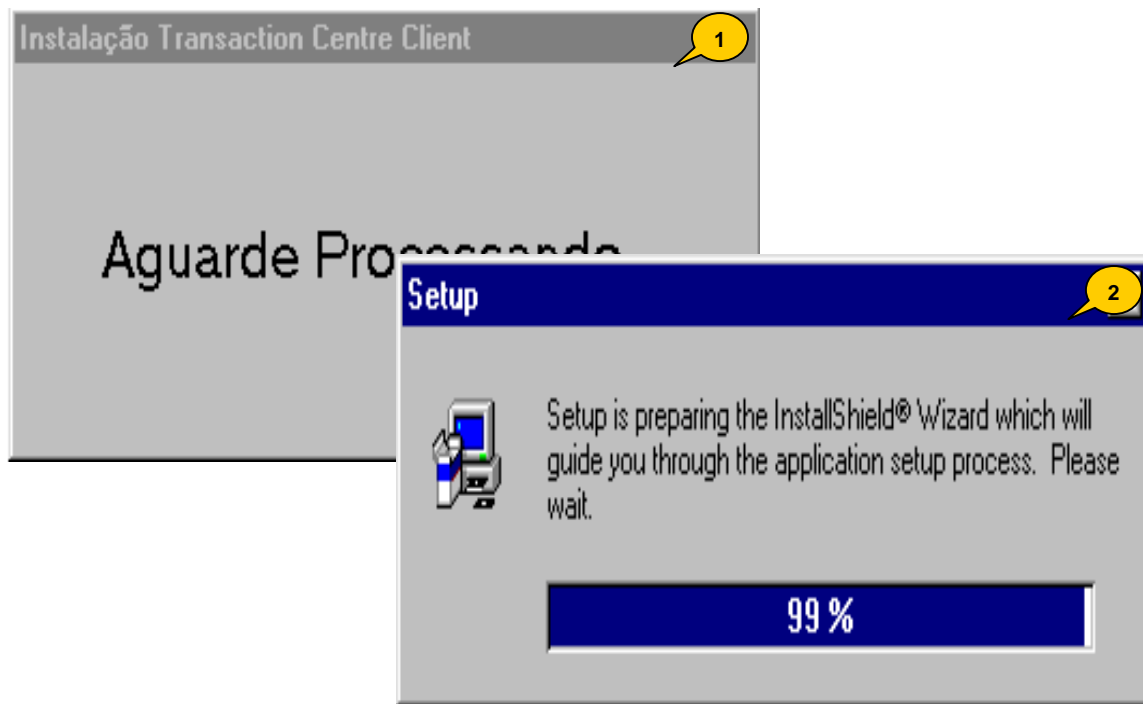 Instalação Transaction Centre Client
1
Aguarde Processando
Setup
2
Setup is preparing the InstallShield® Wizard which will
guide you through the application setup process. Please
wait.
99 %